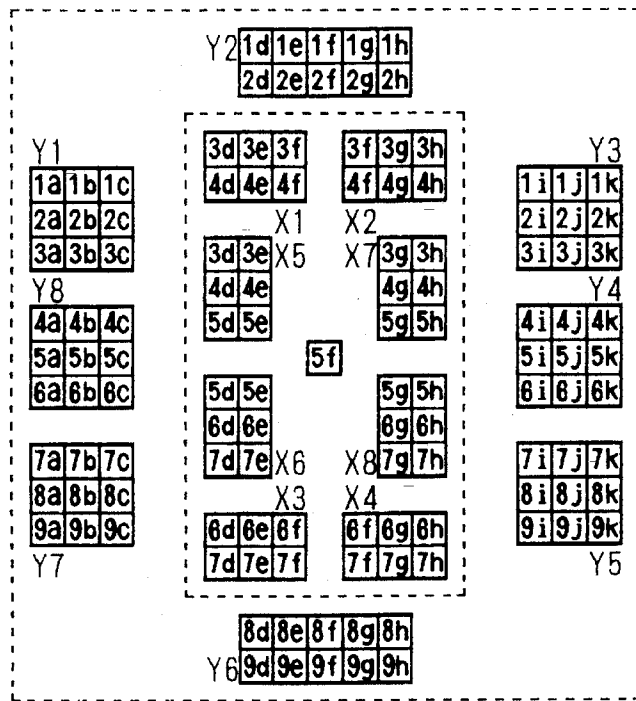 Y2
1d 1e 1f 1g 1h
2d 2e 2f 2g 2h
Y1
1a 1b 1c
2a 2b 2c
3a 3b 3c
Y8
4a 4b 4c
5a 5b 5c
6a 6b 6c
7a 7b 7c
8a 8b 8c
9a 9b 9c
Y7
3d 3e 3f
4d 4e 4f
X1
3f 3g 3h
4f 4g 4h
X2
X5
3d 3e
4d 4e
5d 5e
X7
3g 3h
4g 4h
5g 5h
5f
5d 5e
6d 6e
7d 7e
X6
5g 5h
6g 6h
7g 7h
X8
X3
6d 6e 6f
7d 7e 7f
X4
6f 6g 6h
7f 7g 7h
Y3
1i 1j 1k
2i 2j 2k
3i 3j 3k
Y4
4i 4j 4k
5i 5j 5k
6i 6j 6k
7i 7j 7k
8i 8j 8k
9i 9j 9k
Y5
8d 8e 8f 8g 8h
9d 9e 9f 9g 9h
Y6